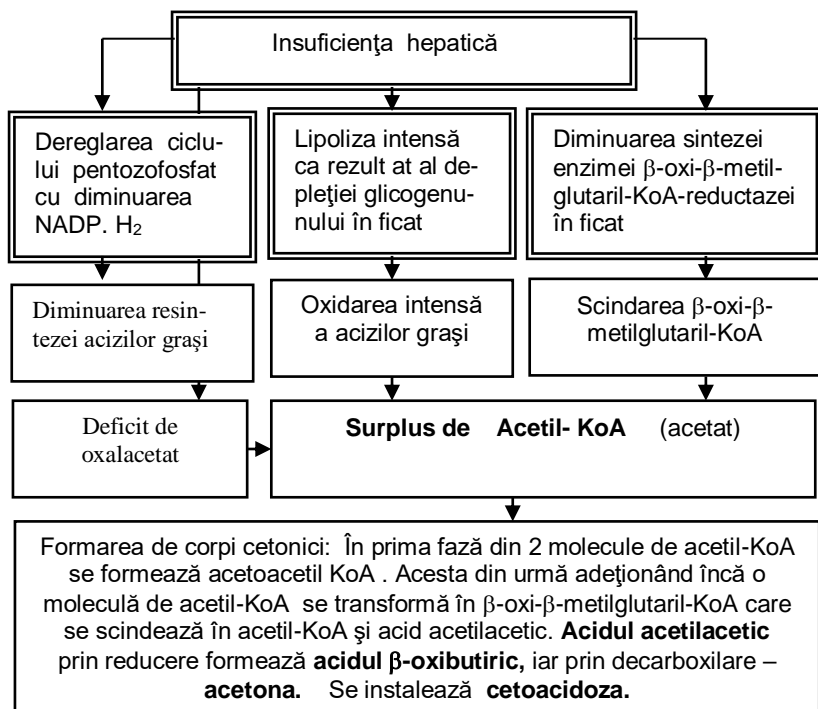 Insuficienţa hepatică
Dereglarea ciclu-
lului pentozofosfat
cu diminuarea
NADP. H₂
Lipoliza intensă
ca rezult at al de-
pleţiei glicogenu-
nului în ficat
Diminuarea sintezei
enzimei β-oxi-β-metil-
glutaril-KoA-reductazei
în ficat
Diminuarea resin-
tezei acizilor graşi
Oxidarea intensă
a acizilor graşi
Scindarea β-oxi-β-
metilglutaril-KoA
Deficit de
oxalacetat
Surplus de Acetil- KoA (acetat)
Formarea de corpi cetonici: În prima fază din 2 molecule de acetil-KoA
se formează acetoacetil KoA . Acesta din urmă adeţionând încă o
moleculă de acetil-KoA se transformă în β-oxi-β-metilglutaril-KoA care
se scindează în acetil-KoA şi acid acetilacetic. Acidul acetilacetic
prin reducere formează acidul β-oxibutiric, iar prin decarboxilare –
acetona. Se instalează cetoacidoza.